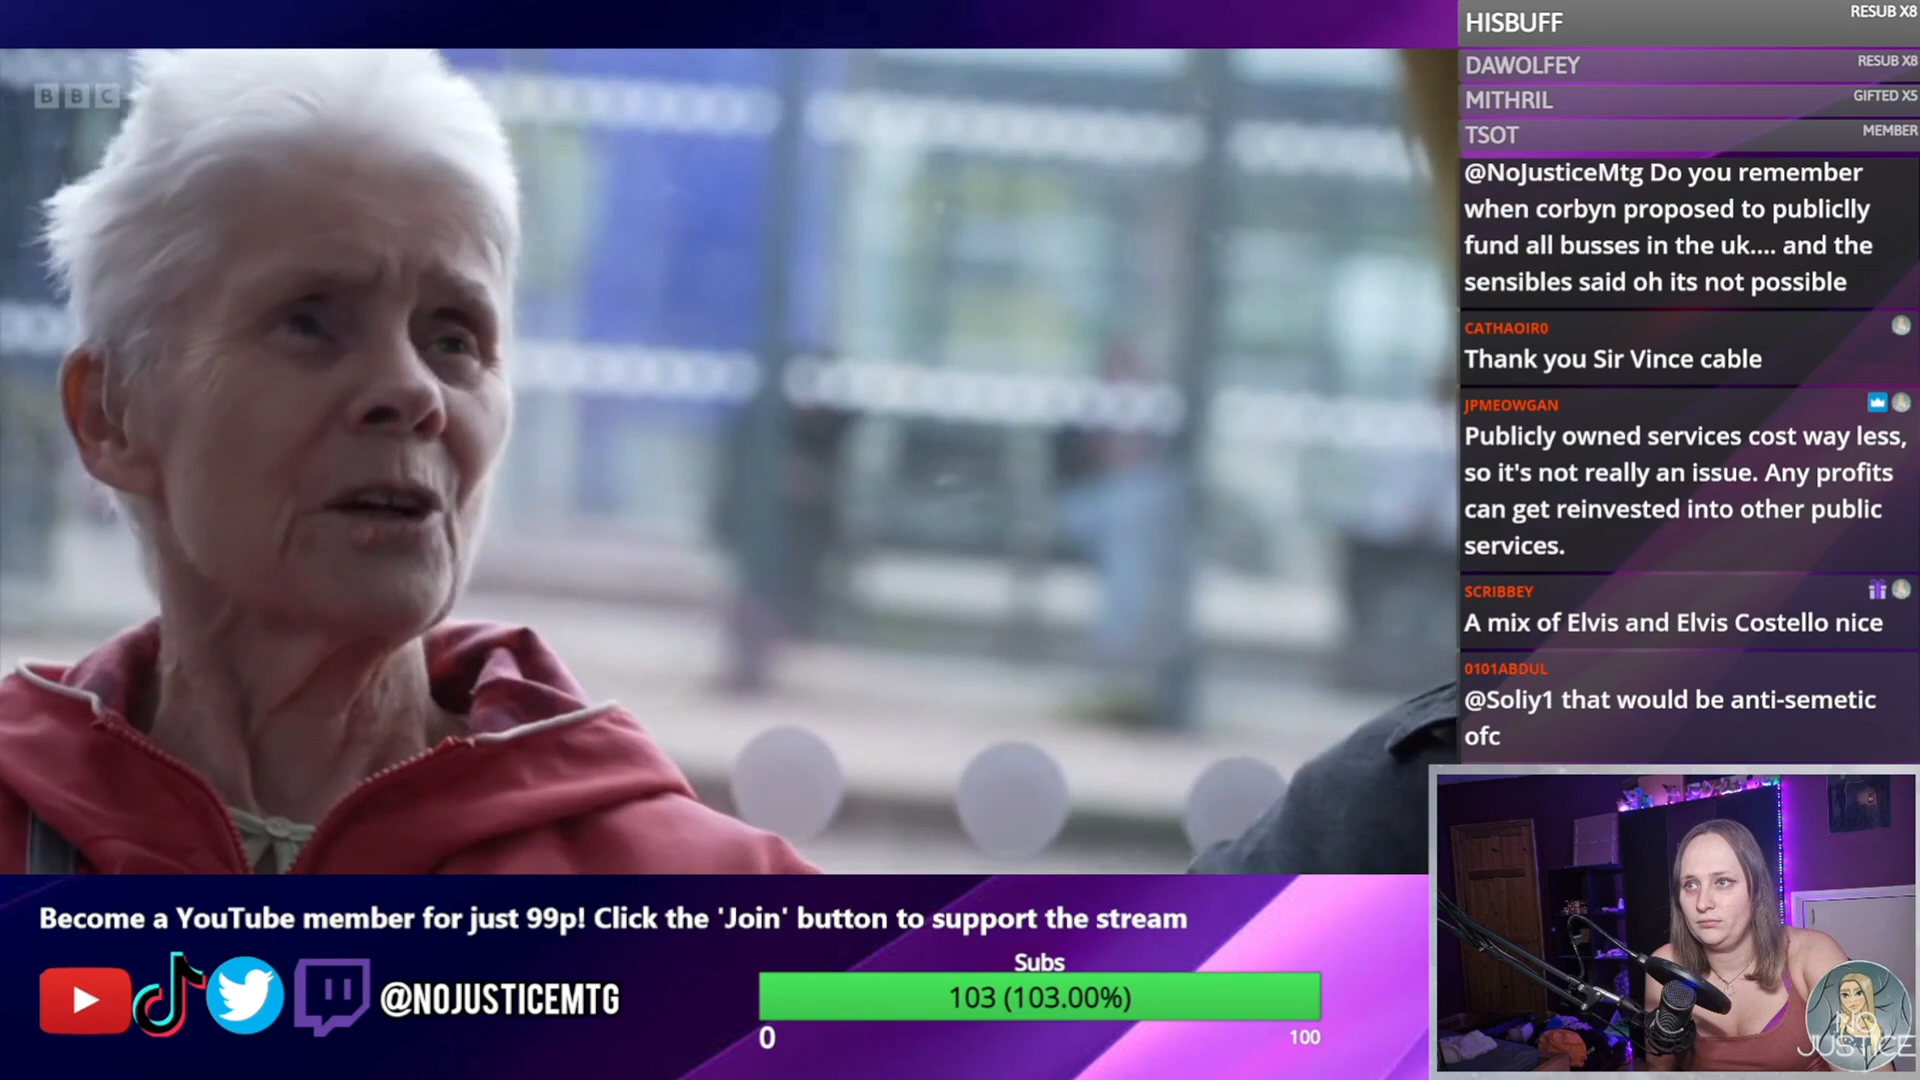 BBC
HISBUFF
RESUB X8
DAWOLFEY
RESUB X8
MITHRIL
GIFTED X5
TSOT
MEMBER
@NoJusticeMtg Do you remember
when corbyn proposed to publiclly
fund all busses in the uk.... and the
sensibles said oh its not possible
CATHAOIR0
Thank you Sir Vince cable
JPMEOWGAN
Publicly owned services cost way less,
so it's not really an issue. Any profits
can get reinvested into other public
services.
SCRIBBEY
A mix of Elvis and Elvis Costello nice
0101ABDUL
@Soliy1 that would be anti-semetic
ofc
Become a YouTube member for just 99p! Click the 'Join' button to support the stream
@NOJUSTICEMTG
Subs
103 (103.00%)
0
100
NO
JUSTICE